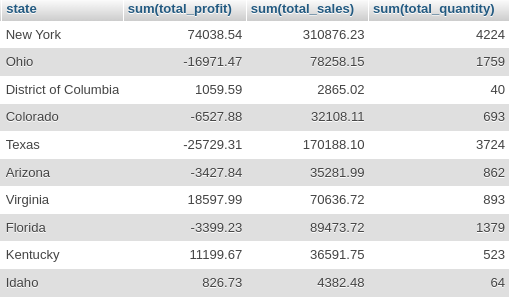 state sum(total_profit) sum(total_sales) sum(total_quantity)
New York 74038.54 310876.23 4224
Ohio -16971.47 78258.15 1759
District of Columbia 1059.59 2865.02 40
Colorado -6527.88 32108.11 693
Texas -25729.31 170188.10 3724
Arizona -3427.84 35281.99 862
Virginia 18597.99 70636.72 893
Florida -3399.23 89473.72 1379
Kentucky 11199.67 36591.75 523
Idaho 826.73 4382.48 64